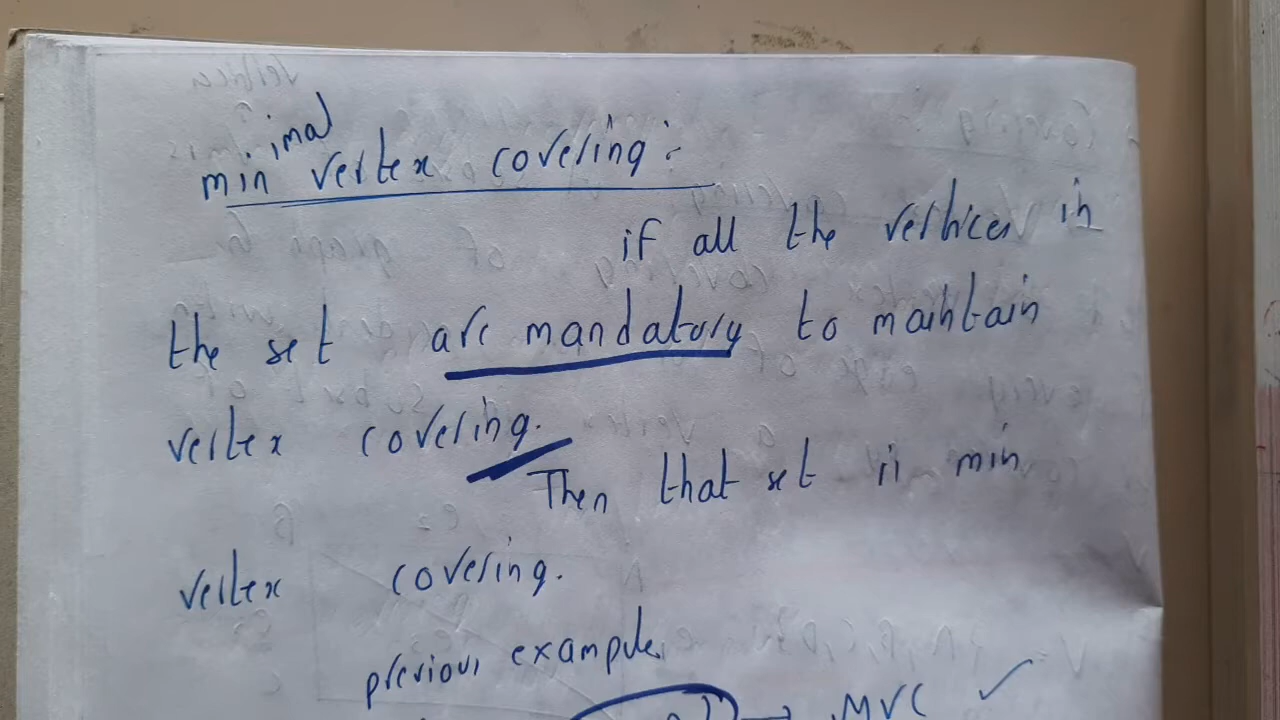 minimal vertex covering :
if all the vertices in
the set are mandatory to maintain
vertex covering.
Then that set is min
vertex covering.
previous example.
→ MVC ✓